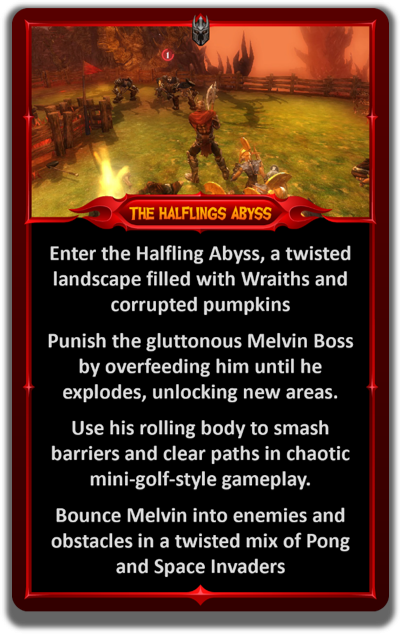 THE HALFLINGS ABYSS
Enter the Halfling Abyss, a twisted
landscape filled with Wraiths and
corrupted pumpkins
Punish the gluttonous Melvin Boss
by overfeeding him until he
explodes, unlocking new areas.
Use his rolling body to smash
barriers and clear paths in chaotic
mini-golf-style gameplay.
Bounce Melvin into enemies and
obstacles in a twisted mix of Pong
and Space Invaders